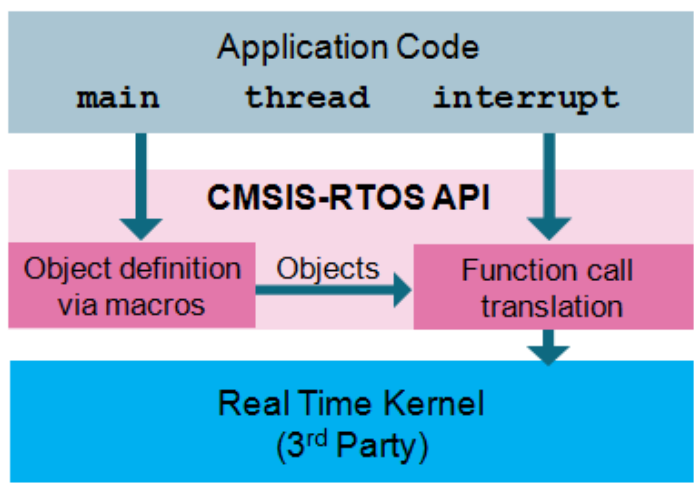 Application Code
main thread interrupt
CMSIS-RTOS API
Object definition
via macros
Objects
Function call
translation
Real Time Kernel
(3rd Party)